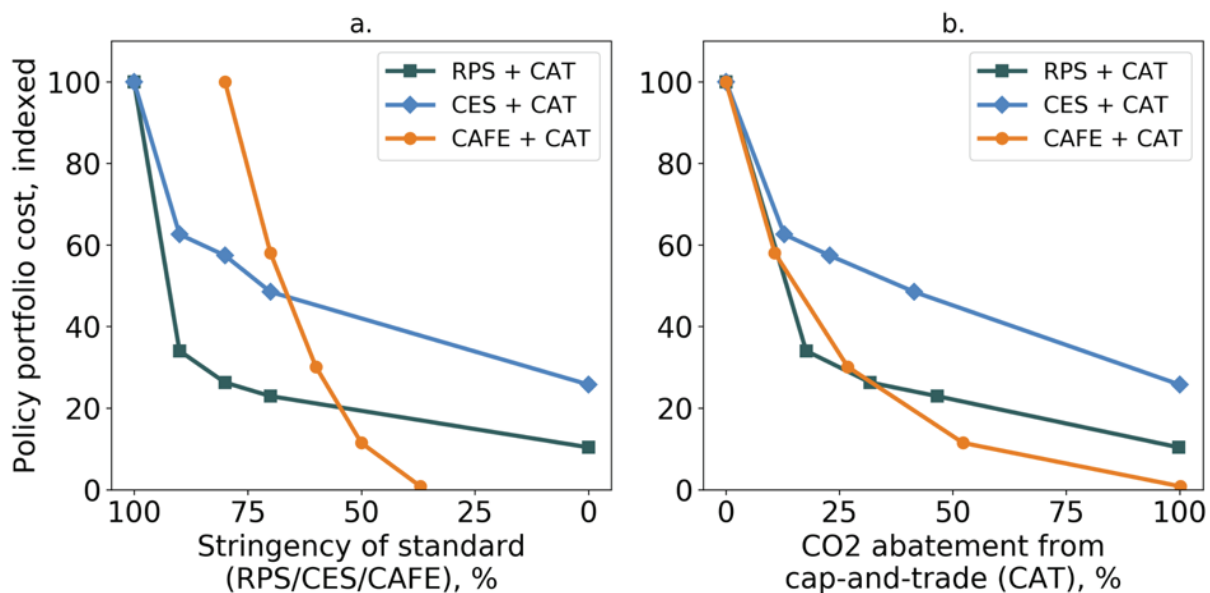 a.
Policy portfolio cost, indexed
100
80
60
40
20
0
RPS + CAT
CES + CAT
CAFE + CAT
100
75
50
25
0
Stringency of standard
(RPS/CES/CAFE), %
b.
100
80
60
40
20
0
RPS + CAT
CES + CAT
CAFE + CAT
0
25
50
75
100
CO2 abatement from
cap-and-trade (CAT), %